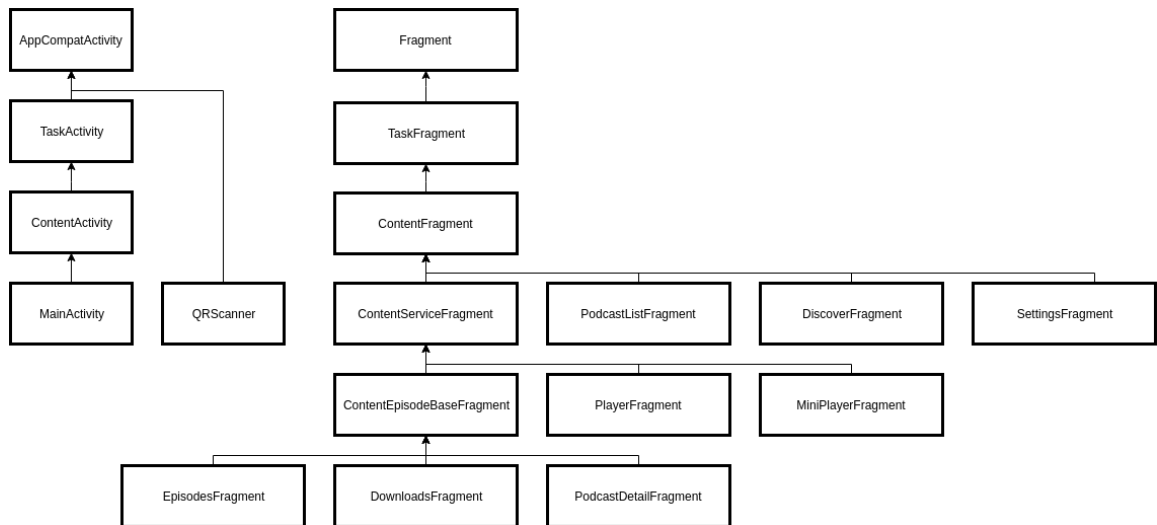 AppCompatActivity
Fragment
TaskActivity
TaskFragment
ContentActivity
ContentFragment
MainActivity
QRScanner
ContentServiceFragment
PodcastListFragment
DiscoverFragment
SettingsFragment
ContentEpisodeBaseFragment
PlayerFragment
MiniPlayerFragment
EpisodesFragment
DownloadsFragment
PodcastDetailFragment